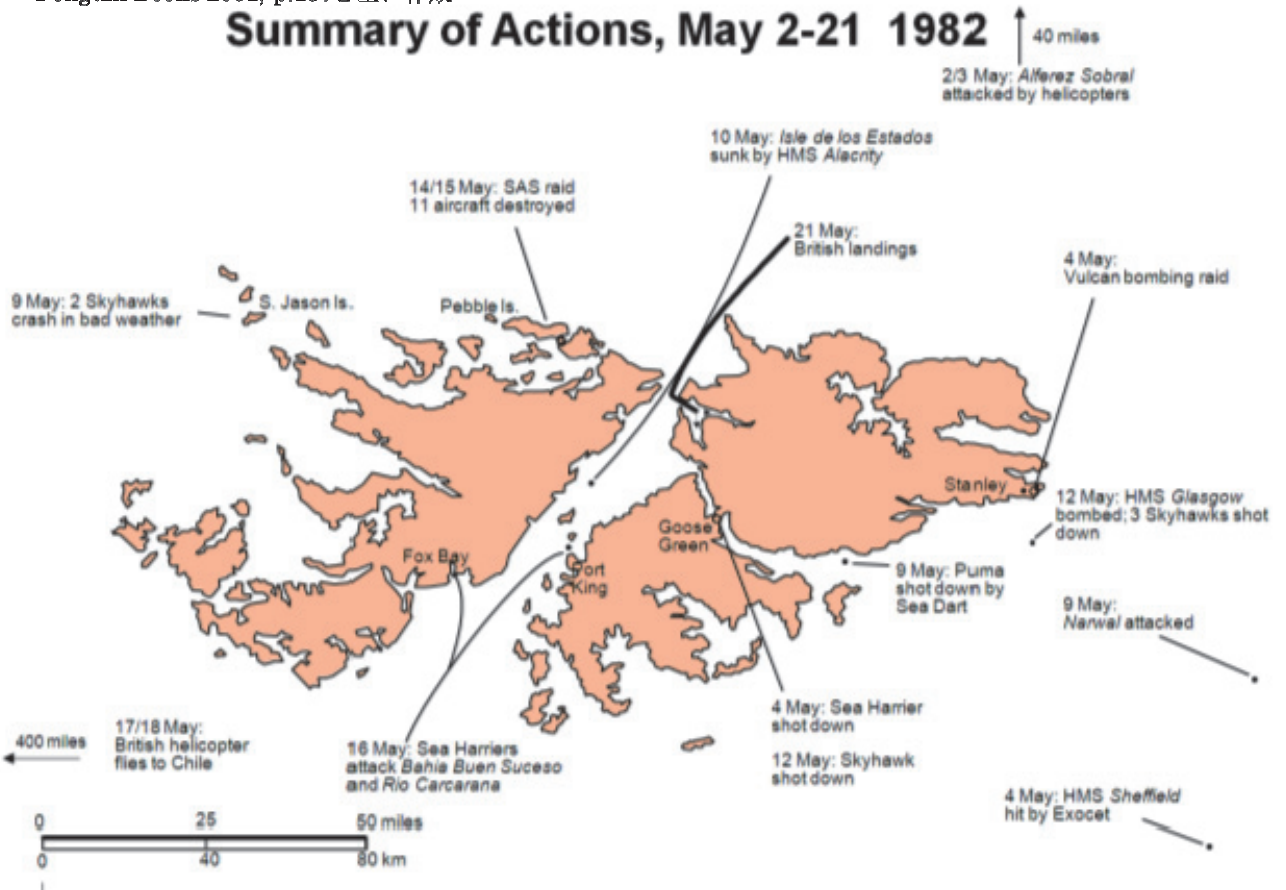 Summary of Actions, May 2-21 1982
40 miles
2/3 May: Alferez Sobral
attacked by helicopters
10 May: Isle de los Estados
sunk by HMS Alacrity
14/15 May: SAS raid
11 aircraft destroyed
21 May:
British landings
4 May:
Vulcan bombing raid
9 May: 2 Skyhawks
crash in bad weather
S. Jason Is.
Pebble Is.
Stanley
12 May: HMS Glasgow
bombed; 3 Skyhawks shot
down
Goose
Green
Fox Bay
Port
King
9 May: Puma
shot down by
Sea Dart
9 May:
Narwal attacked
4 May: Sea Harrier
shot down
12 May: Skyhawk
shot down
17/18 May:
British helicopter
flies to Chile
400 miles
16 May: Sea Harriers
attack Bahia Buen Suceso
and Rio Carcarana
4 May: HMS Sheffield
hit by Exocet
0 25 50 miles
0 40 80 km